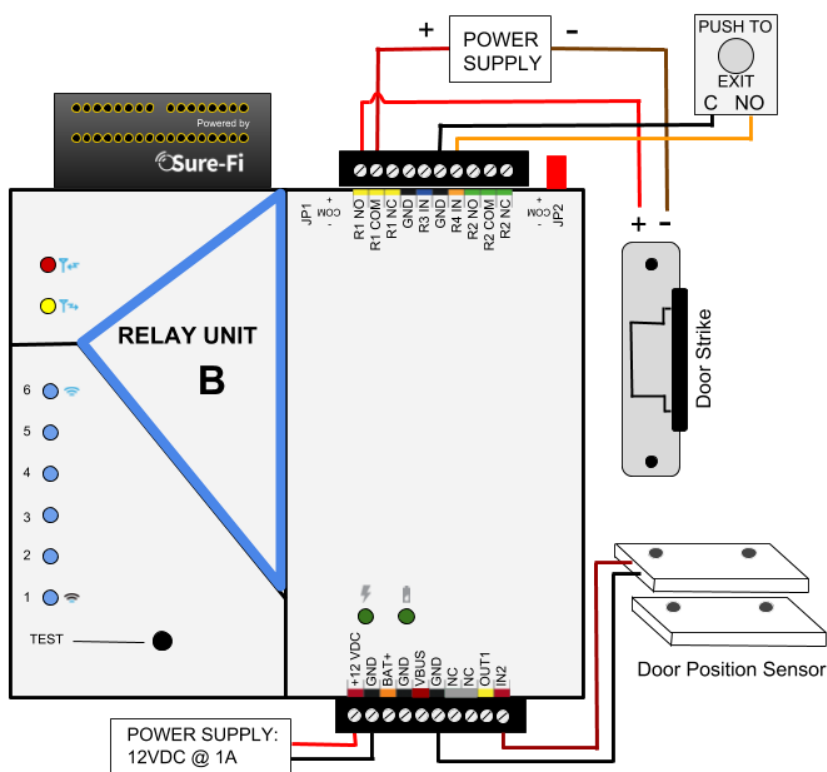 +
POWER
SUPPLY
-
PUSH TO
EXIT
C NO
Powered by
Sure-Fi
JP1
+
COM
-
R1 NO
R1 COM
R1 NC
GND
R3 IN
GND
R4 IN
R2 NO
R2 COM
R2 NC
+
COM
-
JP2
+ -
RELAY UNIT
B
Door Strike
6
5
4
3
2
1
TEST
+12 VDC
GND
BAT+
GND
VBUS
GND
NC
NC
OUT1
IN2
Door Position Sensor
POWER SUPPLY:
12VDC @ 1A